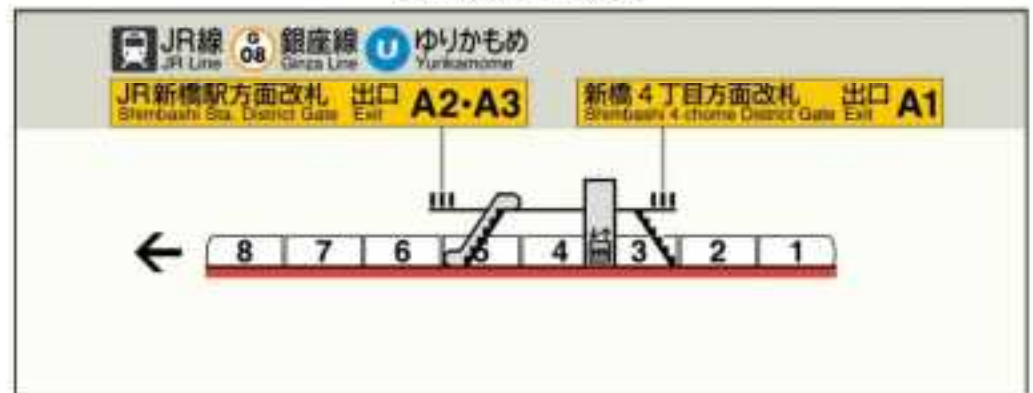 JR線 G 08 銀座線 U ゆりかもめ
JR Line Ginza Line Yurikamome
JR新橋駅方面改札 出口 A2・A3
Shimbashi Sta. District Gate Exit
新橋4丁目方面改札 出口 A1
Shimbashi 4-chome District Gate Exit
8 7 6 5 4 3 2 1